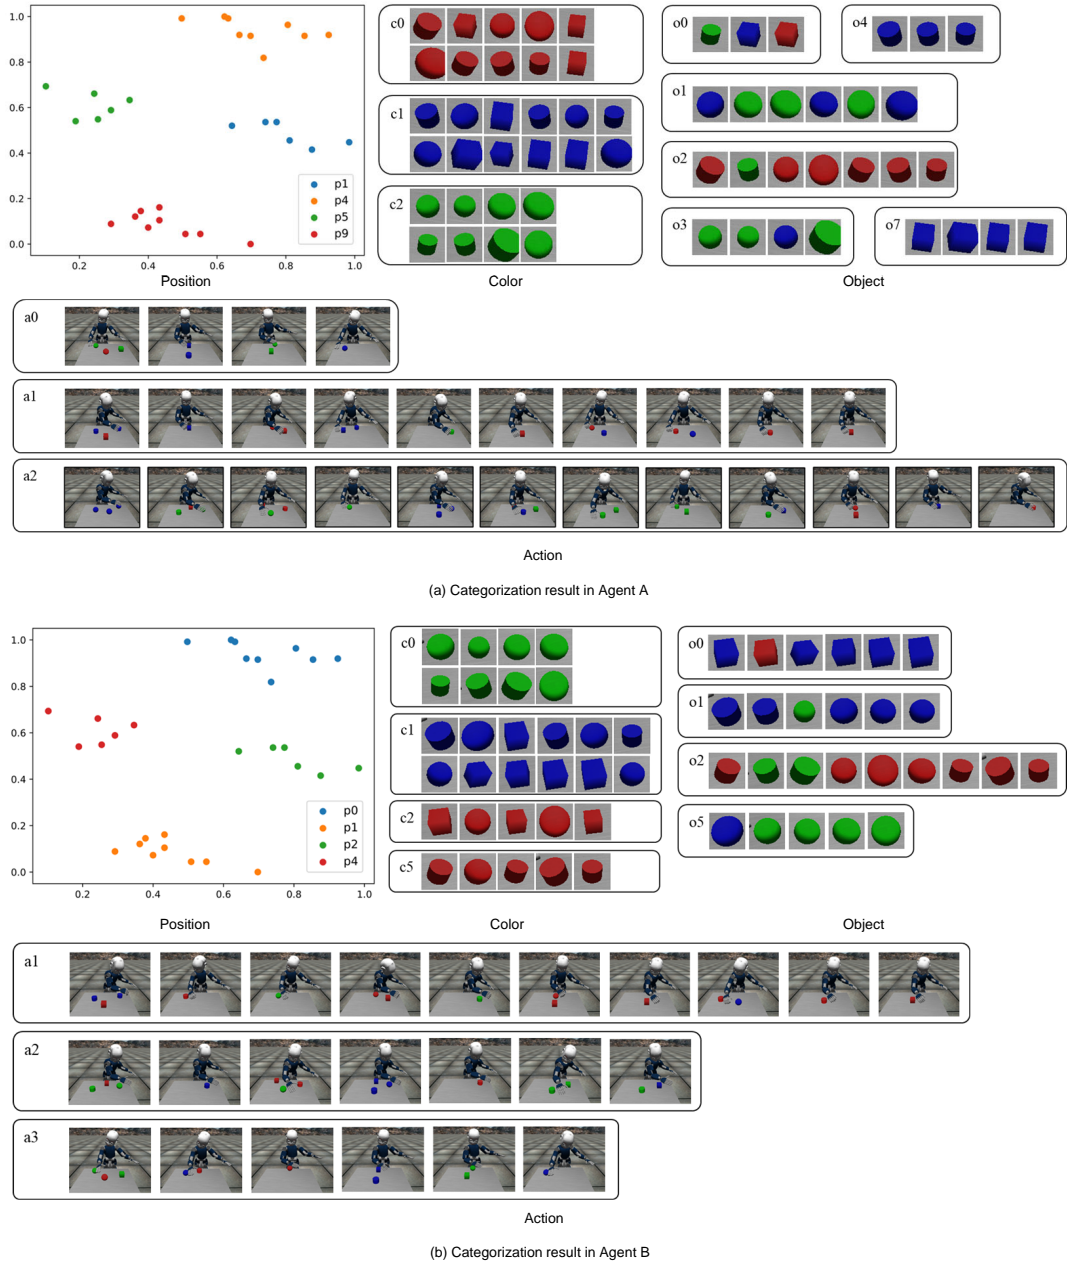 1.0
0.8
0.6
0.4
0.2
0.0
0.2 0.4 0.6 0.8 1.0
p1
p4
p5
p9
Position
c0
c1
c2
Color
o0
o4
o1
o2
o3
o7
Object
a0
a1
a2
Action
(a) Categorization result in Agent A
1.0
0.8
0.6
0.4
0.2
0.0
0.2 0.4 0.6 0.8 1.0
p0
p1
p2
p4
Position
c0
c1
c2
c5
Color
o0
o1
o2
o5
Object
a1
a2
a3
Action
(b) Categorization result in Agent B